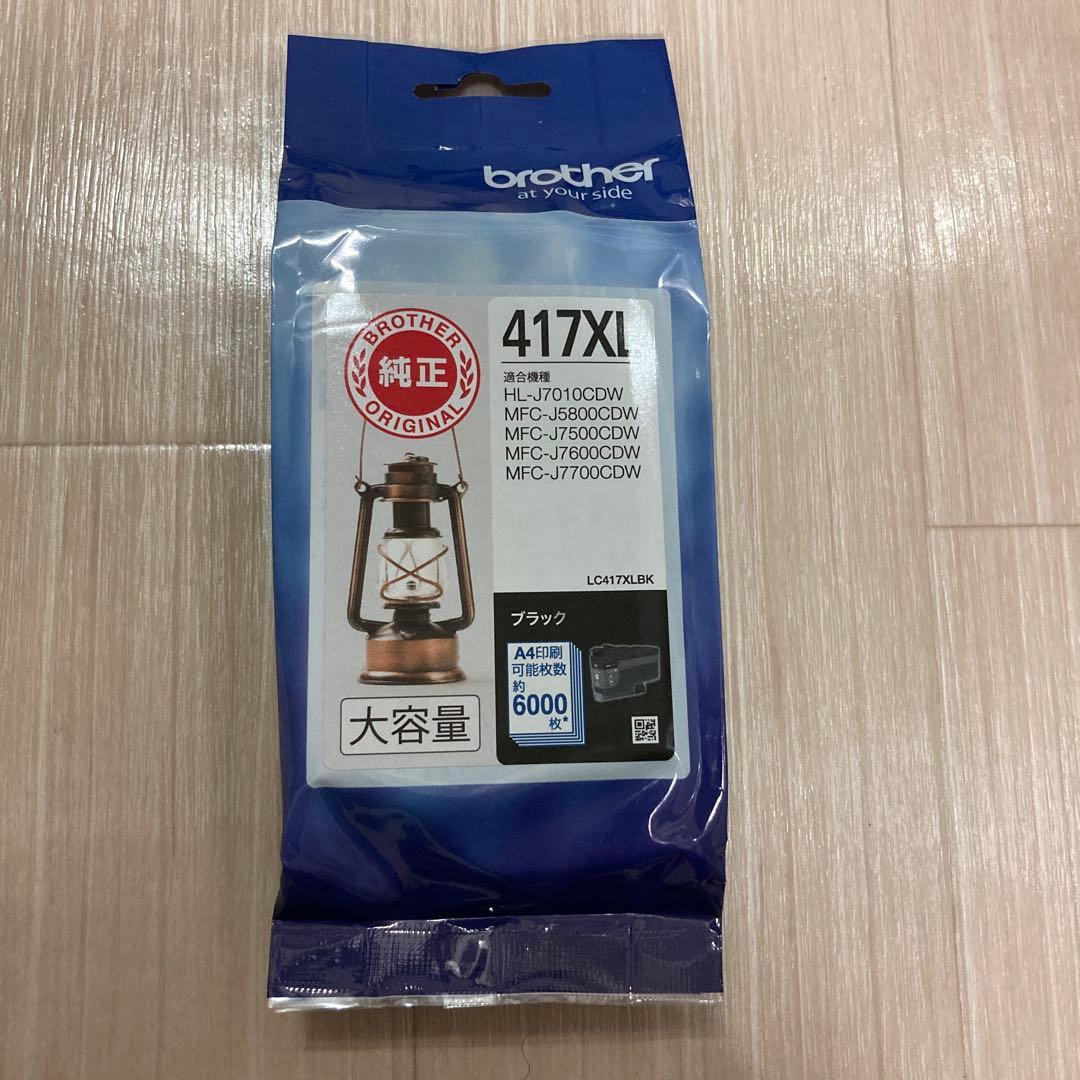 brother
at your side
BROTHER
純正
ORIGINAL
417XL
適合機種
HL-J7010CDW
MFC-J5800CDW
MFC-J7500CDW
MFC-J7600CDW
MFC-J7700CDW
LC417XLBK
ブラック
A4印刷
可能枚数
約
6000
枚*
大容量